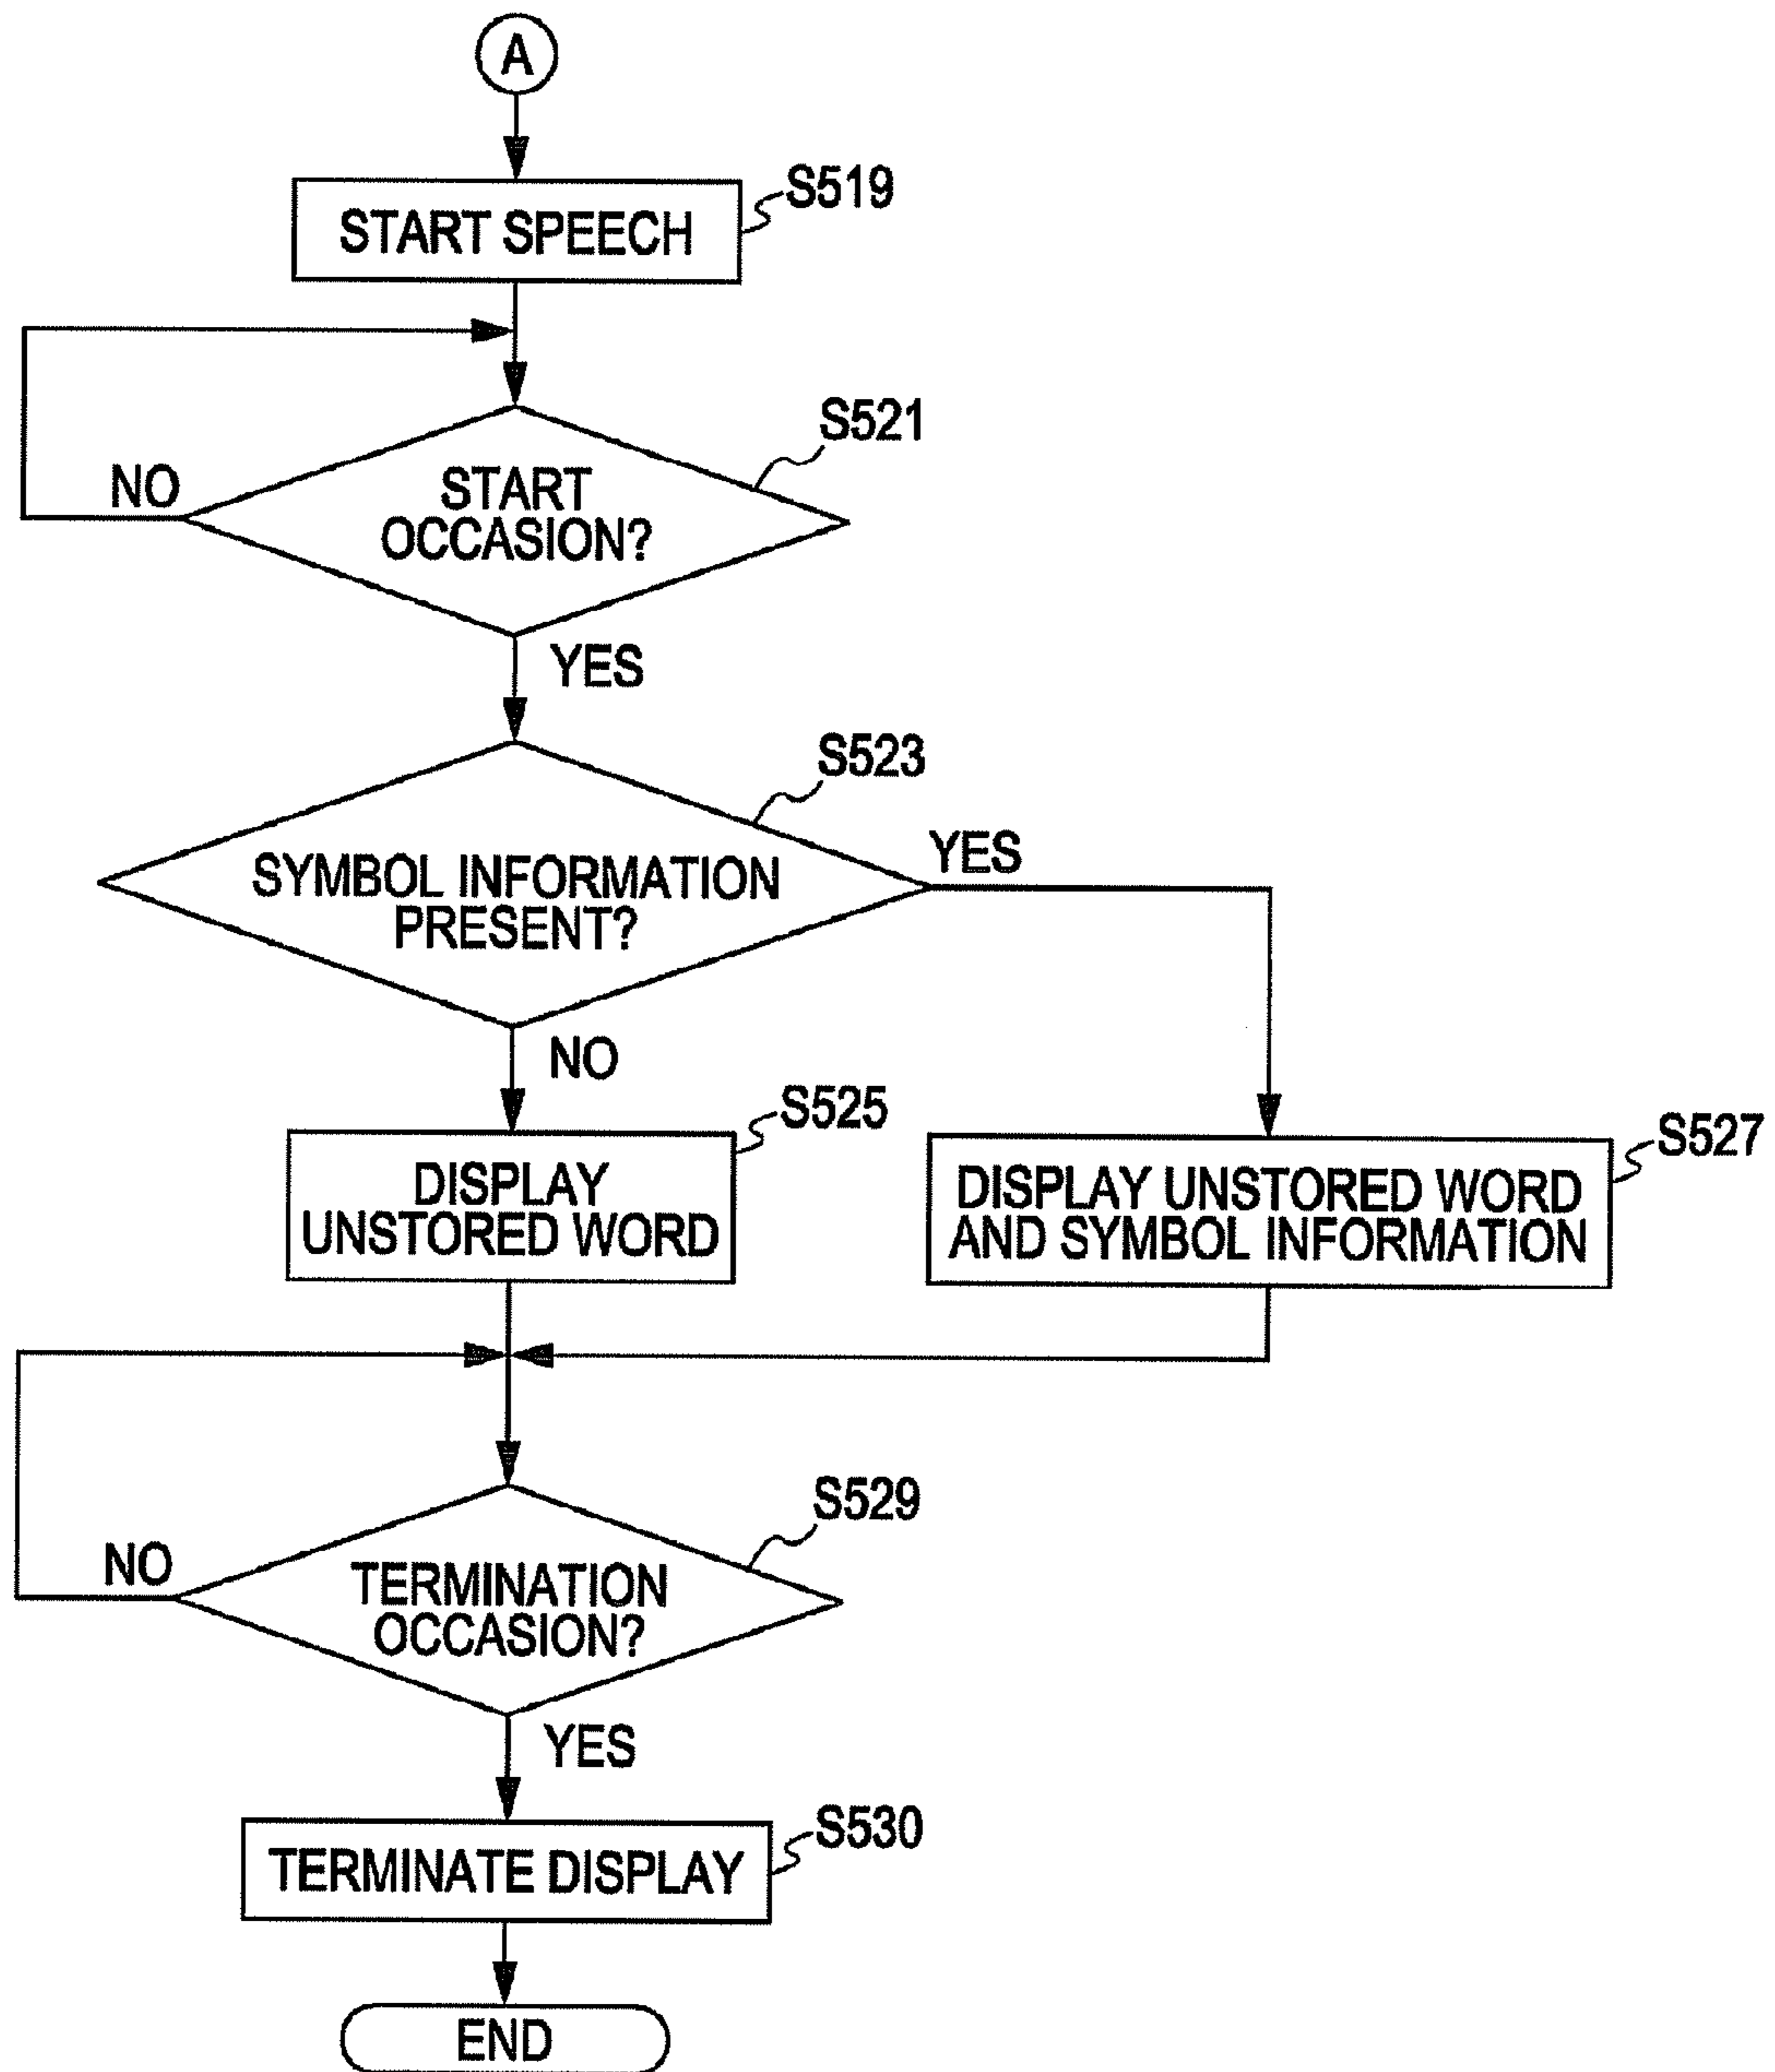 A
START SPEECH
S519
START
OCCASION?
S521
NO
YES
SYMBOL INFORMATION
PRESENT?
S523
YES
NO
DISPLAY
UNSTORED WORD
S525
DISPLAY UNSTORED WORD
AND SYMBOL INFORMATION
S527
TERMINATION
OCCASION?
S529
NO
YES
TERMINATE DISPLAY
S530
END